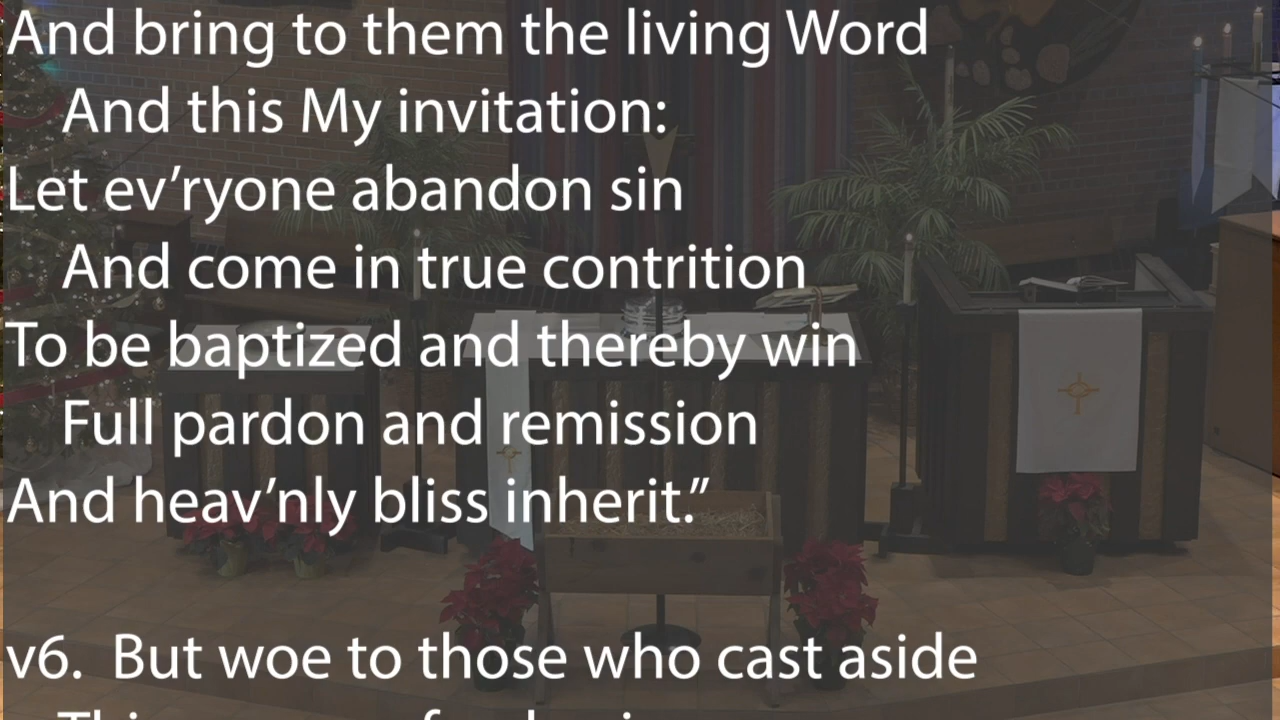 And bring to them the living Word
And this My invitation:
Let ev’ryone abandon sin
And come in true contrition
To be baptized and thereby win
Full pardon and remission
And heav’nly bliss inherit.”
v6. But woe to those who cast aside